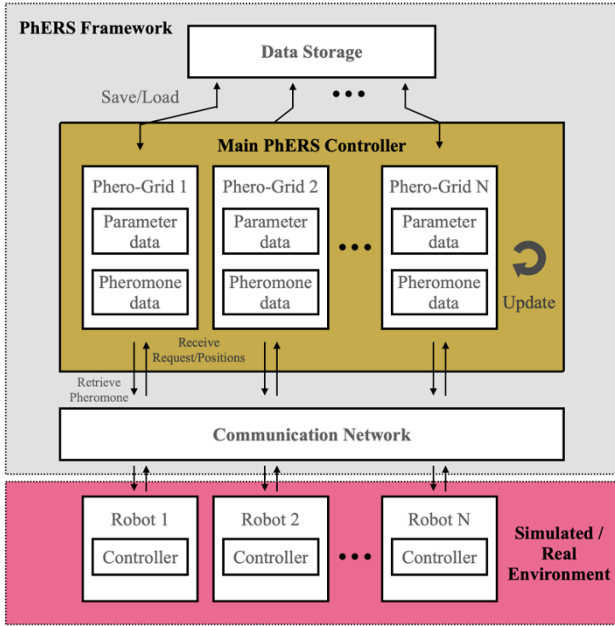 PhERS Framework
Data Storage
Save/Load
Main PhERS Controller
Phero-Grid 1
Phero-Grid 2
Phero-Grid N
Parameter
data
Parameter
data
Parameter
data
Pheromone
data
Pheromone
data
Pheromone
data
Update
Receive
Request/Positions
Retrieve
Pheromone
Communication Network
Robot 1
Robot 2
Robot N
Controller
Controller
Controller
Simulated /
Real
Environment